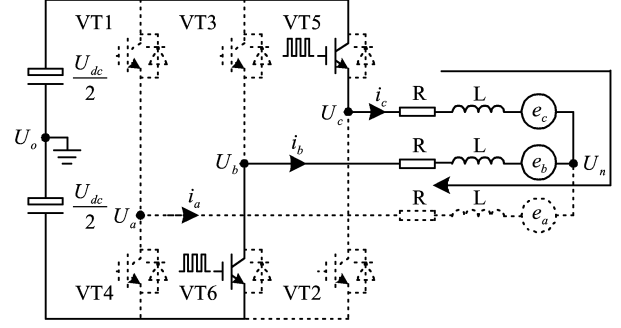 VT1 VT3 VT5
U_dc/2
U_c i_c R L e_c
U_o
U_b i_b R L e_b U_n
U_dc/2
U_a i_a R L e_a
VT4 VT6 VT2